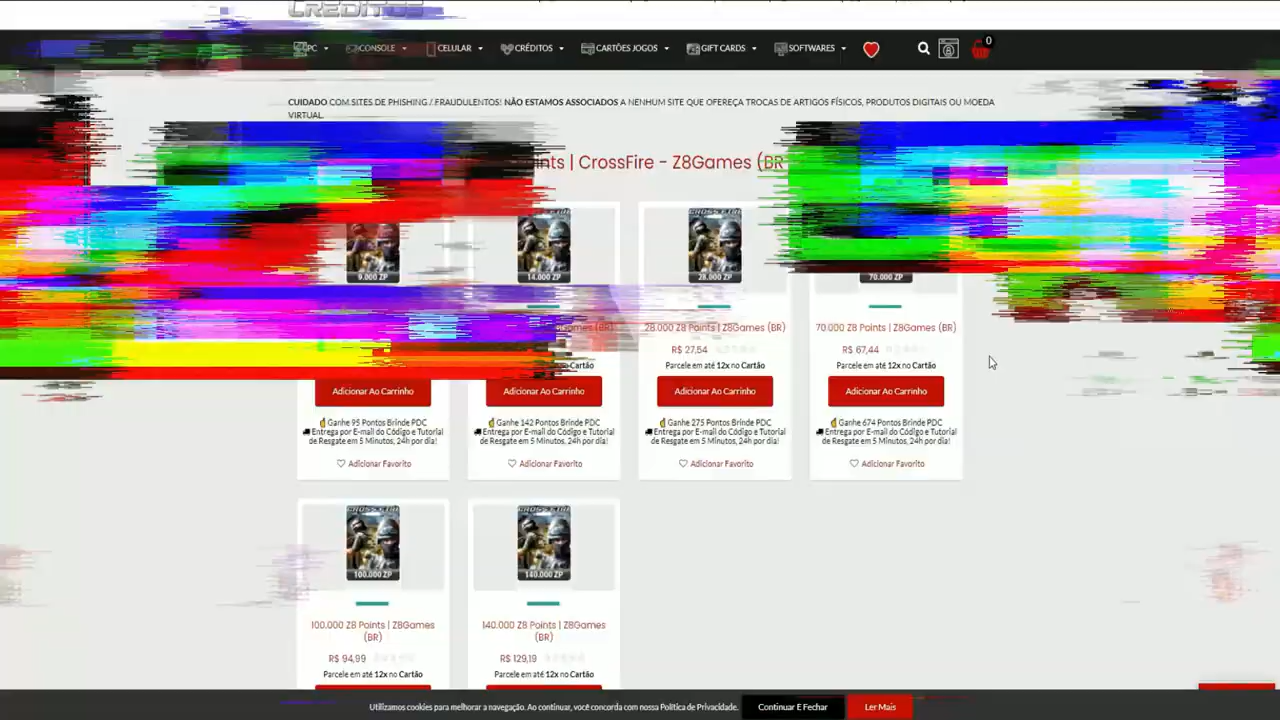 CRÉDITOS
PC CONSOLE CELULAR CRÉDITOS CARTÕES JOGOS GIFT CARDS SOFTWARES 0
CUIDADO COM SITES DE PHISHING / FRAUDULENTOS! NÃO ESTAMOS ASSOCIADOS A NENHUM SITE QUE OFEREÇA TROCAS DE ARTIGOS FÍSICOS, PRODUTOS DIGITAIS OU MOEDA
VIRTUAL.
| CrossFire - Z8Games (BR
9.000 ZP
14.000 ZP
28.000 ZP
70.000 ZP
28.000 Z8 Points | Z8Games (BR)
70.000 Z8 Points | Z8Games (BR)
R$ 27,54
R$ 67,44
no Cartão
Parcele em até 12x no Cartão
Parcele em até 12x no Cartão
Adicionar Ao Carrinho
Adicionar Ao Carrinho
Adicionar Ao Carrinho
Adicionar Ao Carrinho
Ganhe 95 Pontos Brinde PDC
Entrega por E-mail do Código e Tutorial
de Resgate em 5 Minutos, 24h por dia!
Ganhe 142 Pontos Brinde PDC
Entrega por E-mail do Código e Tutorial
de Resgate em 5 Minutos, 24h por dia!
Ganhe 275 Pontos Brinde PDC
Entrega por E-mail do Código e Tutorial
de Resgate em 5 Minutos, 24h por dia!
Ganhe 674 Pontos Brinde PDC
Entrega por E-mail do Código e Tutorial
de Resgate em 5 Minutos, 24h por dia!
Adicionar Favorito
Adicionar Favorito
Adicionar Favorito
Adicionar Favorito
CROSS FIRE
100.000 ZP
CROSS FIRE
140.000 ZP
100.000 Z8 Points | Z8Games
(BR)
140.000 Z8 Points | Z8Games
(BR)
R$ 94,99
R$ 129,19
Parcele em até 12x no Cartão
Parcele em até 12x no Cartão
Utilizamos cookies para melhorar a navegação. Ao continuar, você concorda com nossa Política de Privacidade.
Continuar E Fechar
Ler Mais